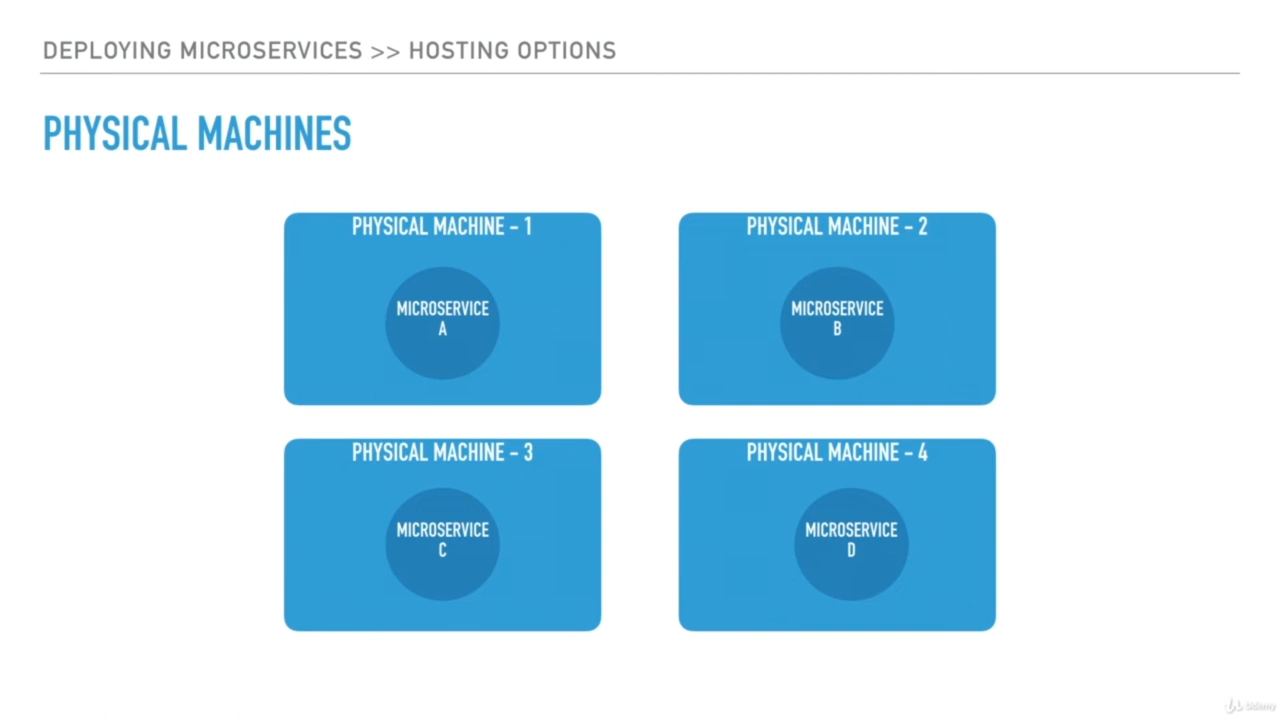 DEPLOYING MICROSERVICES >> HOSTING OPTIONS
PHYSICAL MACHINES
PHYSICAL MACHINE - 1
MICROSERVICE
A
PHYSICAL MACHINE - 2
MICROSERVICE
B
PHYSICAL MACHINE - 3
MICROSERVICE
C
PHYSICAL MACHINE - 4
MICROSERVICE
D
Udemy